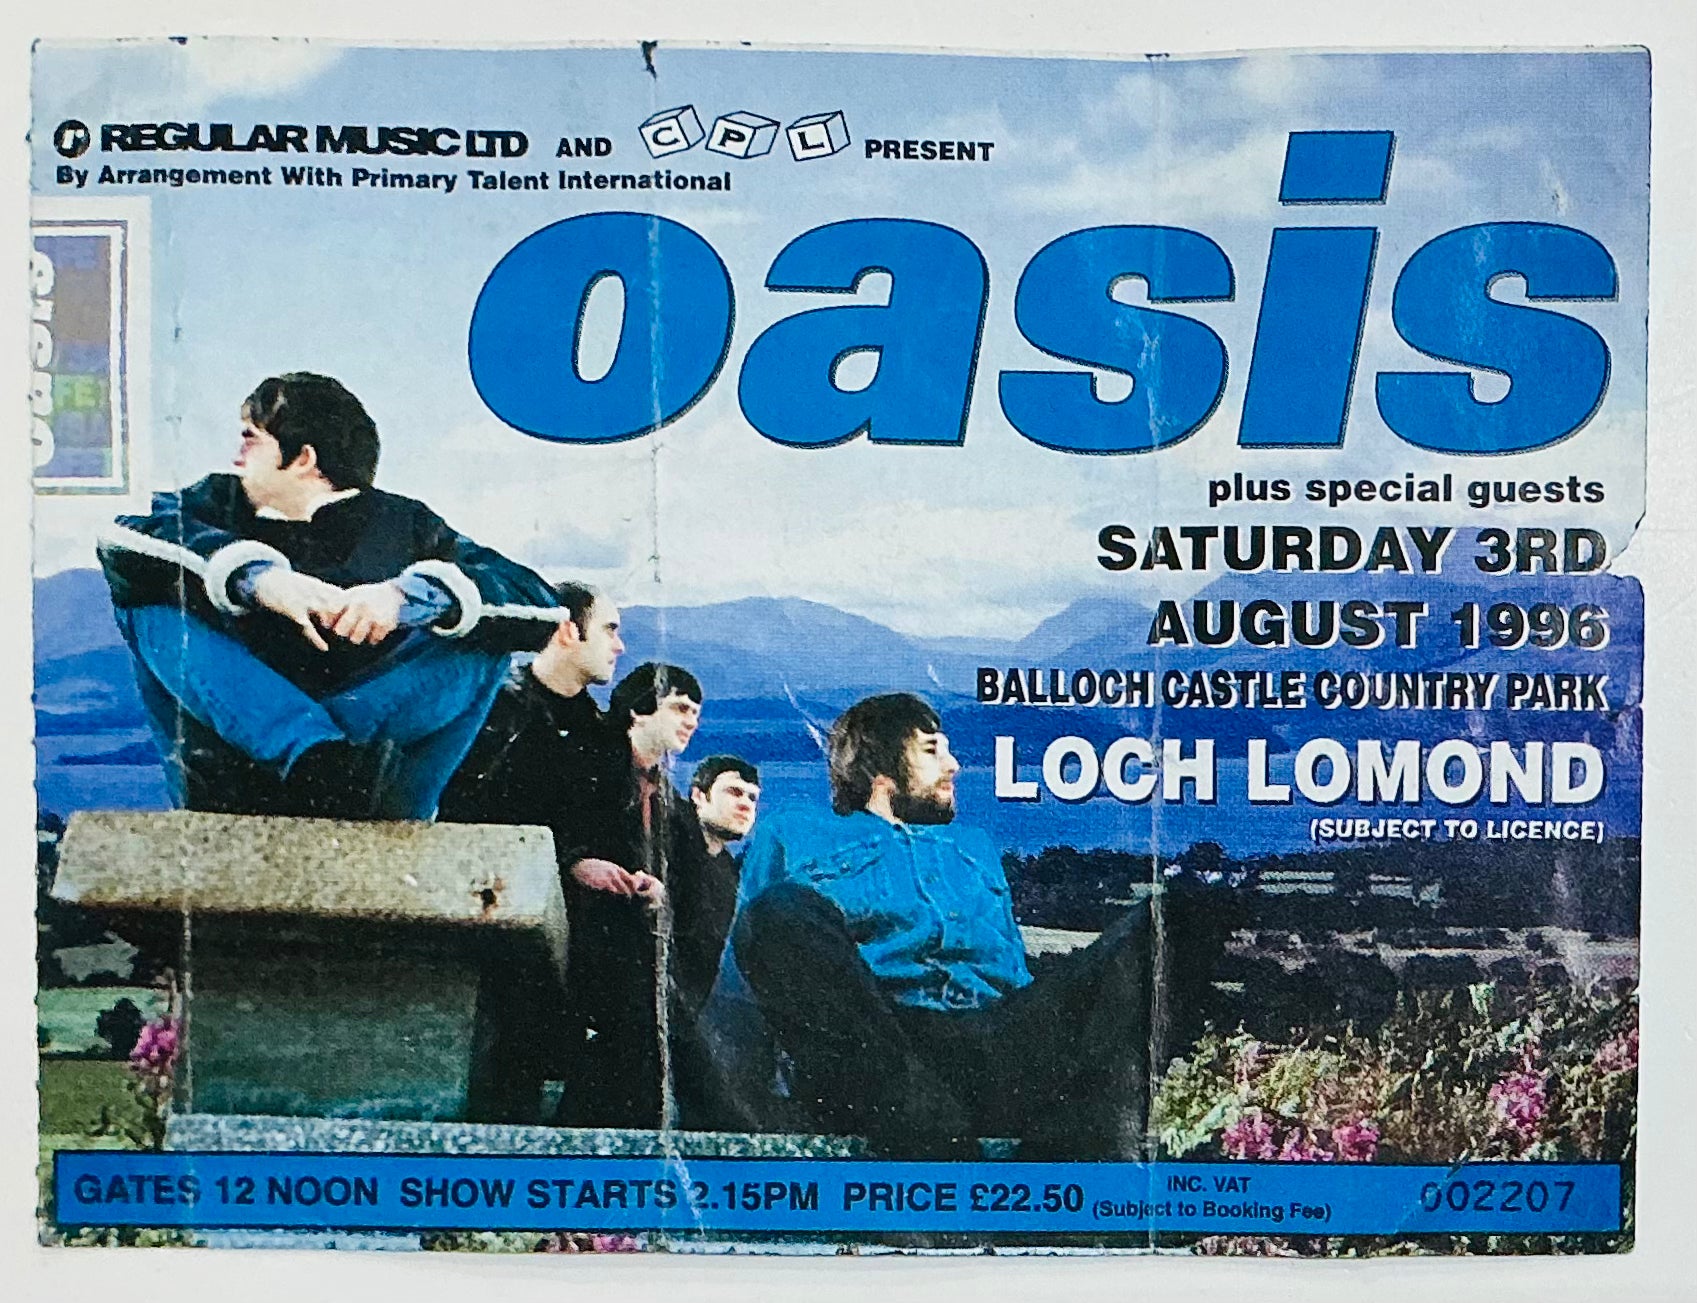 REGULAR MUSIC LTD AND CPL PRESENT
By Arrangement With Primary Talent International
oasis
plus special guests
SATURDAY 3RD
AUGUST 1996
BALLOCH CASTLE COUNTRY PARK
LOCH LOMOND
(SUBJECT TO LICENCE)
GATES 12 NOON SHOW STARTS 2.15PM PRICE £22.50 INC. VAT
(Subject to Booking Fee)
002207